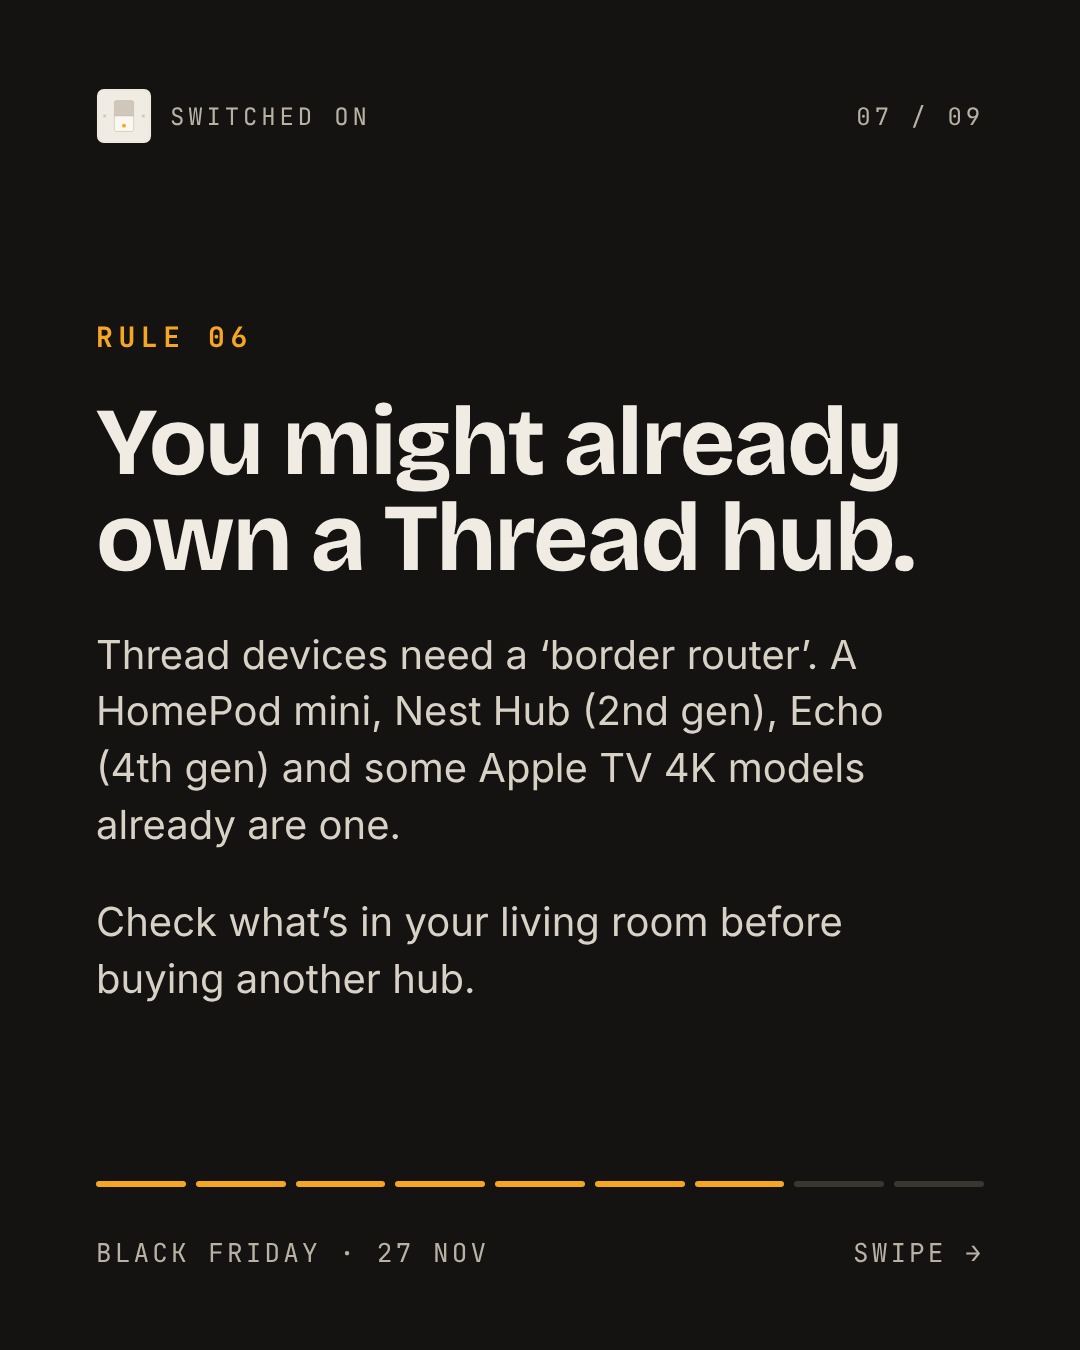 SWITCHED ON
07 / 09
RULE 06
You might already
own a Thread hub.
Thread devices need a ‘border router’. A
HomePod mini, Nest Hub (2nd gen), Echo
(4th gen) and some Apple TV 4K models
already are one.
Check what’s in your living room before
buying another hub.
BLACK FRIDAY · 27 NOV
SWIPE →